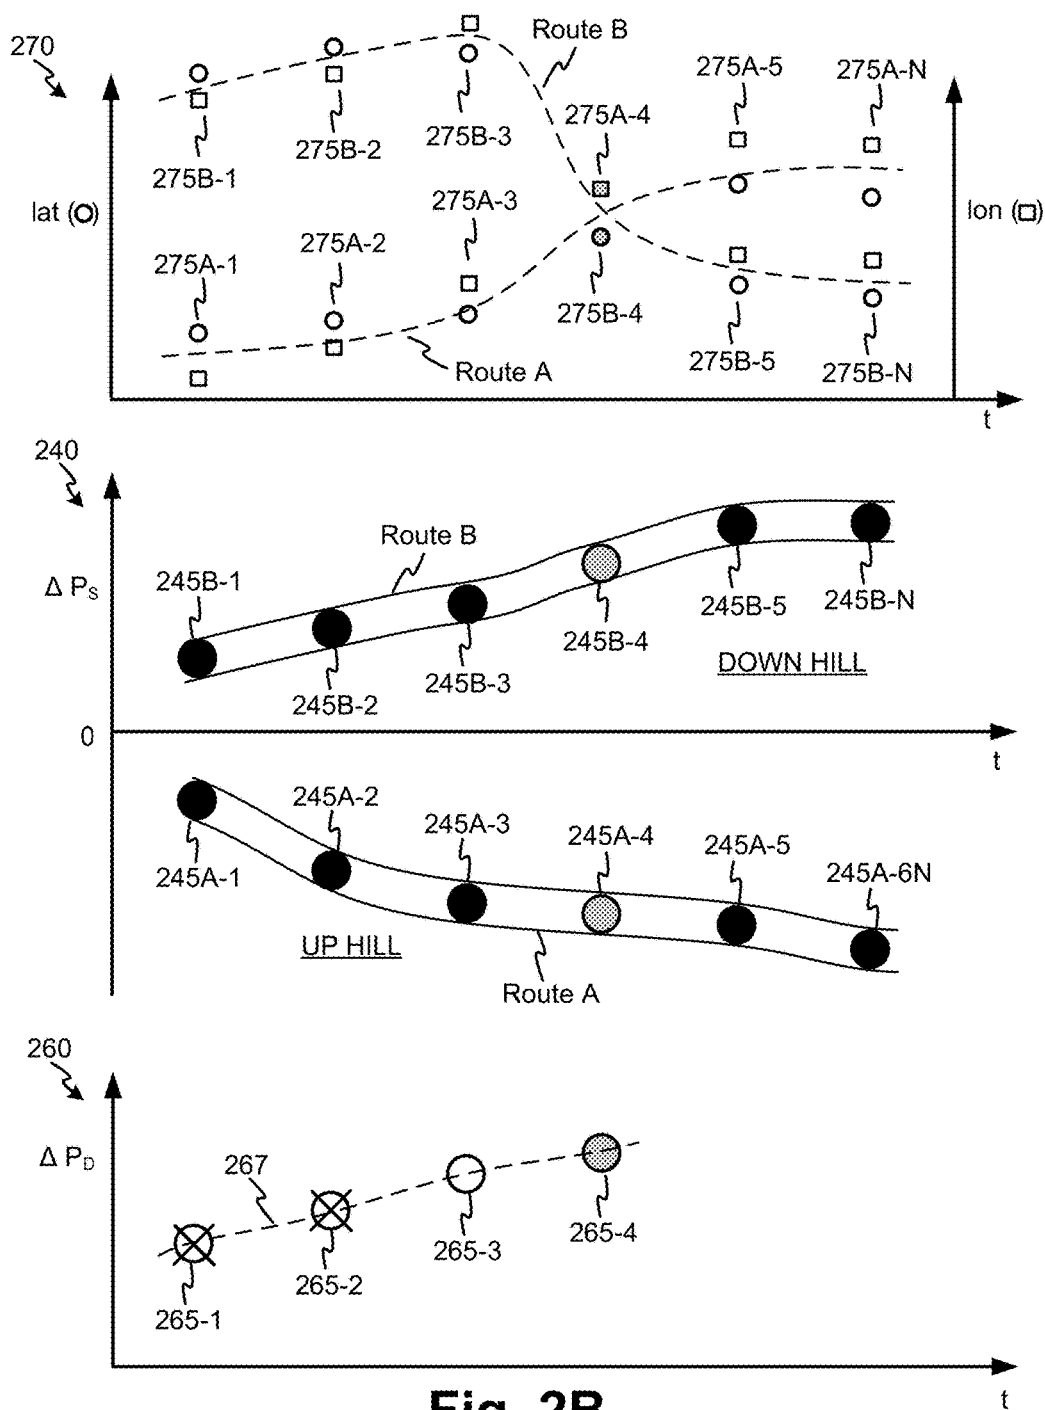 270
Route B
275A-5
275A-N
275A-4
275B-3
275B-2
275B-1
275A-3
lat ( )
lon ( )
275A-2
275A-1
275B-4
275B-5
275B-N
Route A
t
240
Route B
Δ PS
245B-1
245B-5
245B-N
245B-4
245B-3
245B-2
DOWN HILL
0
t
245A-2
245A-3
245A-4
245A-5
245A-6N
245A-1
UP HILL
Route A
260
Δ PD
267
265-4
265-3
265-2
265-1
t
Fig. 2B